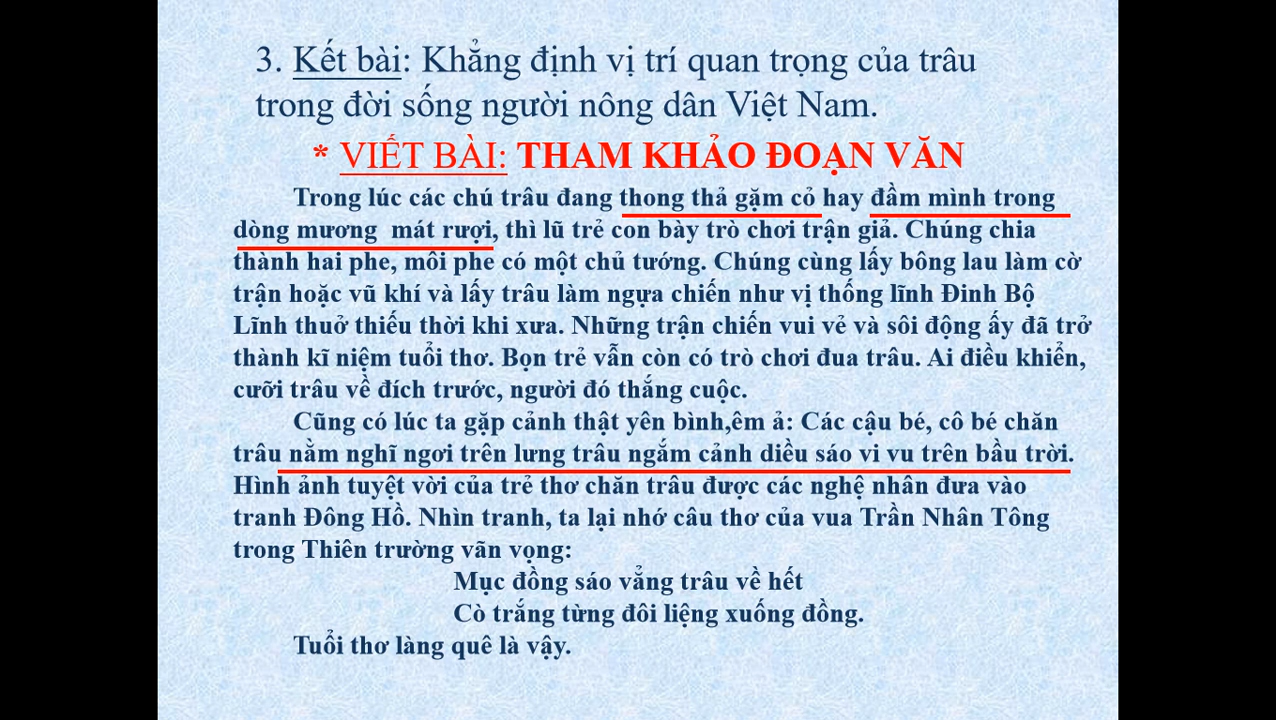 3. Kết bài: Khẳng định vị trí quan trọng của trâu
trong đời sống người nông dân Việt Nam.
* VIẾT BÀI: THAM KHẢO ĐOẠN VĂN
Trong lúc các chú trâu đang thong thả gặm cỏ hay đầm mình trong
dòng mương mát rượi, thì lũ trẻ con bày trò chơi trận giả. Chúng chia
thành hai phe, môi phe có một chủ tướng. Chúng cùng lấy bông lau làm cờ
trận hoặc vũ khí và lấy trâu làm ngựa chiến như vị thống lĩnh Đinh Bộ
Lĩnh thuở thiếu thời khi xưa. Những trận chiến vui vẻ và sôi động ấy đã trở
thành kĩ niệm tuổi thơ. Bọn trẻ vẫn còn có trò chơi đua trâu. Ai điều khiển,
cưỡi trâu về đích trước, người đó thắng cuộc.
Cũng có lúc ta gặp cảnh thật yên bình,êm ả: Các cậu bé, cô bé chăn
trâu nằm nghĩ ngơi trên lưng trâu ngắm cảnh diều sáo vi vu trên bầu trời.
Hình ảnh tuyệt vời của trẻ thơ chăn trâu được các nghệ nhân đưa vào
tranh Đông Hồ. Nhìn tranh, ta lại nhớ câu thơ của vua Trần Nhân Tông
trong Thiên trường vãn vọng:
Mục đồng sáo vẳng trâu về hết
Cò trắng từng đôi liệng xuống đồng.
Tuổi thơ làng quê là vậy.